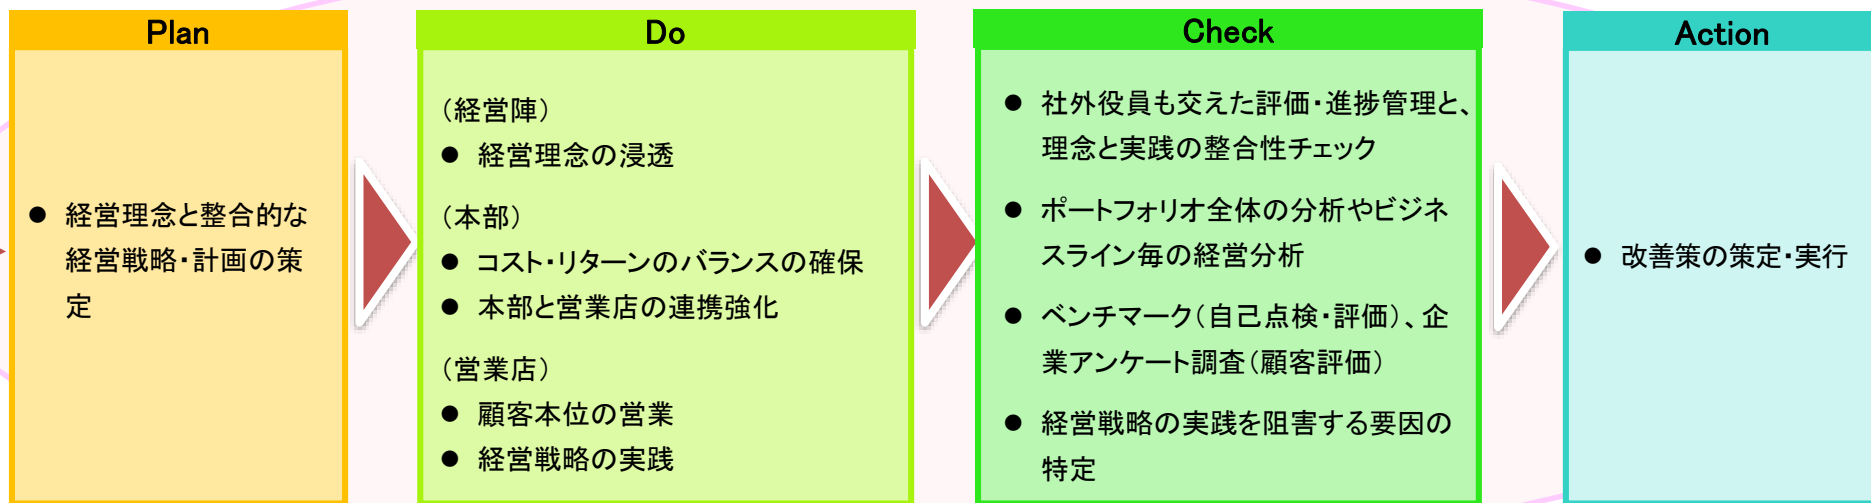 Plan
● 経営理念と整合的な
経営戦略・計画の策
定
Do
（経営陣）
● 経営理念の浸透
（本部）
● コスト・リターンのバランスの確保
● 本部と営業店の連携強化
（営業店）
● 顧客本位の営業
● 経営戦略の実践
Check
● 社外役員も交えた評価・進捗管理と、
理念と実践の整合性チェック
● ポートフォリオ全体の分析やビジネ
スライン毎の経営分析
● ベンチマーク（自己点検・評価）、企
業アンケート調査（顧客評価）
● 経営戦略の実践を阻害する要因の
特定
Action
● 改善策の策定・実行